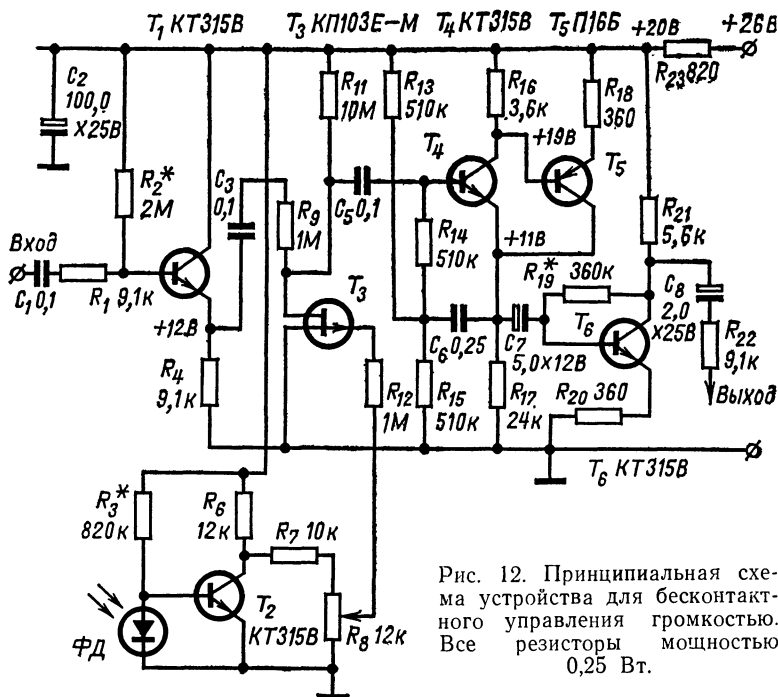 T₁ КТ315В
T₃ КП103Е-М
T₄ КТ315В
T₅ П16Б
+20В
+26В
C₂
100,0
×25В
R₂*
2М
C₃
0,1
R₉
1М
R₁₁
10М
R₁₃
510к
R₁₆
3,6к
R₁₈
360
R₂₃ 820
T₄
+19В
T₅
C₅ 0,1
R₁₄
510к
+11В
R₂₁
5,6к
Вход
C₁ 0,1
R₁ 9,1к
+12В
T₃
R₁₉*
360к
C₈
2,0
×25В
T₆
C₆ 0,25
C₇
5,0×12В
R₂₂
9,1к
R₄
9,1к
R₁₂
1М
R₁₅
510к
R₁₇
24к
R₂₀ 360
Выход
T₆ КТ315В
R₃*
820к
R₆
12к
R₇ 10к
T₂
КТ315В
R₈ 12к
ФД
Рис. 12. Принципиальная схе-
ма устройства для бесконтакт-
ного управления громкостью.
Все резисторы мощностью
0,25 Вт.